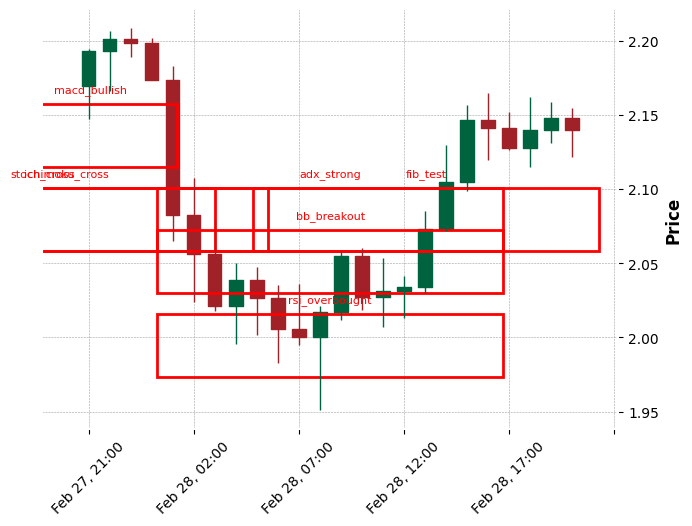 2.20
macd_bullish
2.15
stoch_cross
ichimoku_cross
adx_strong
fib_test
2.10
bb_breakout
Price
2.05
rsi_overbought
2.00
1.95
Feb 27, 21:00
Feb 28, 02:00
Feb 28, 07:00
Feb 28, 12:00
Feb 28, 17:00